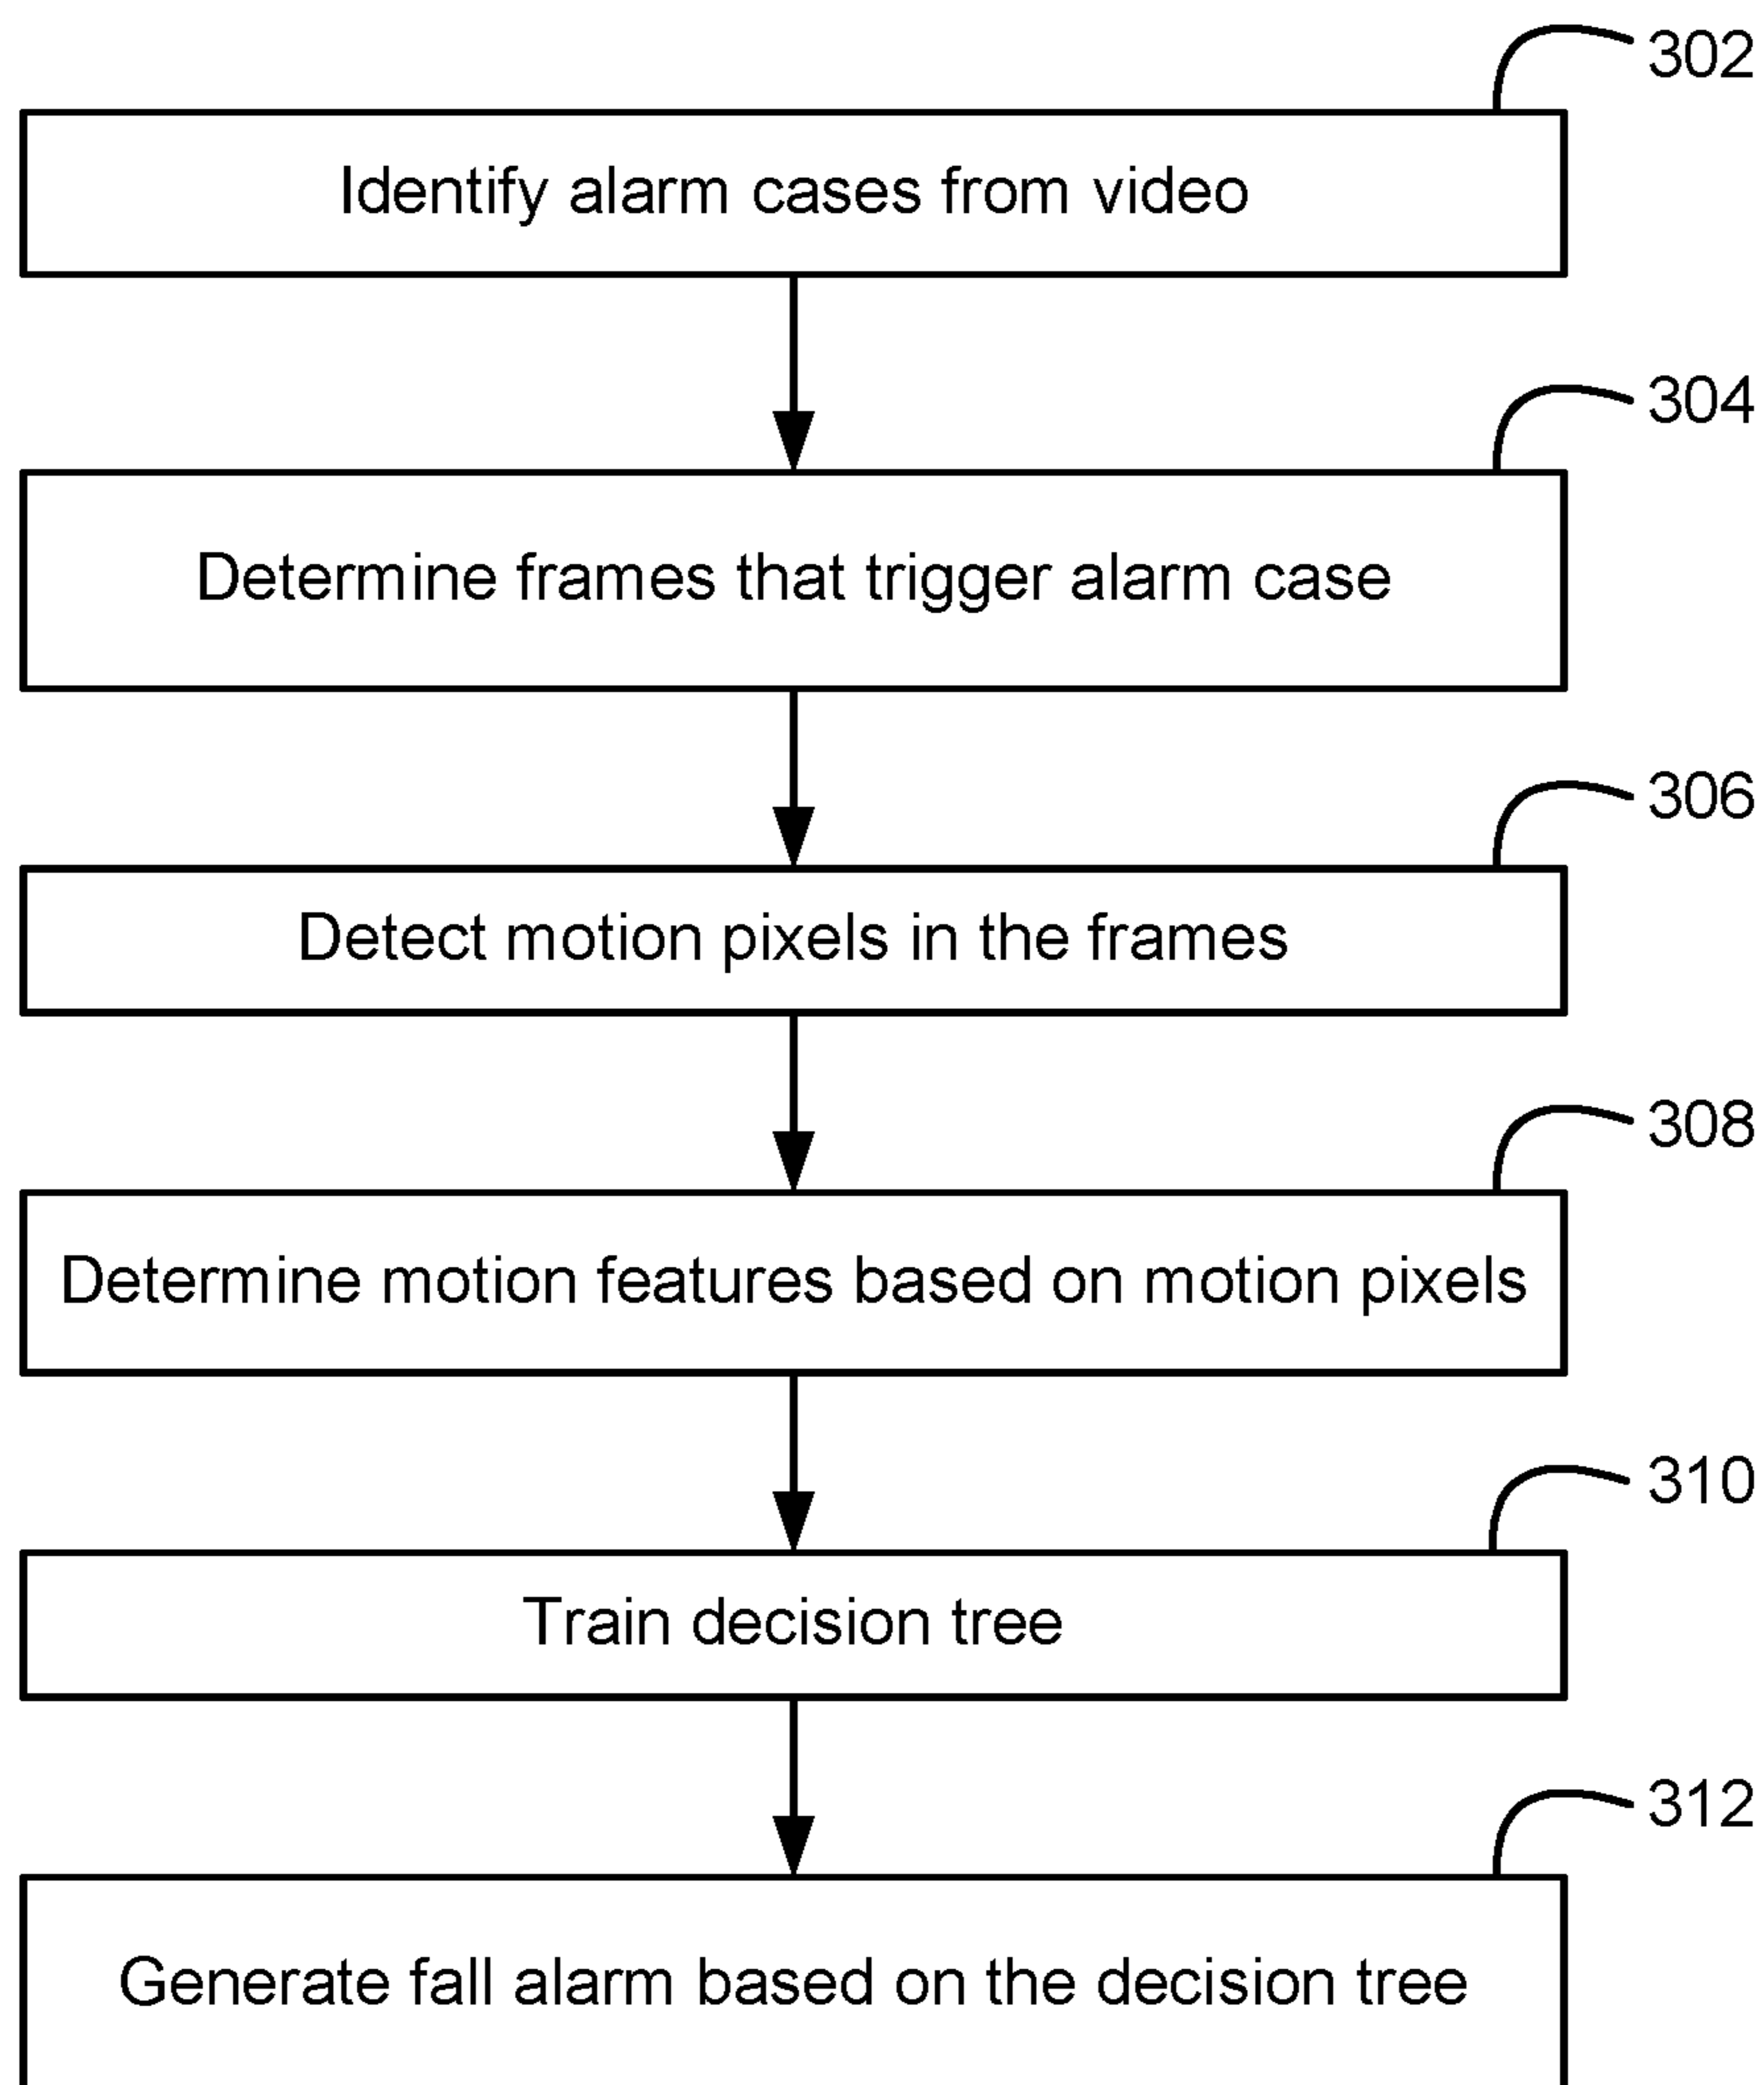 302
Identify alarm cases from video
304
Determine frames that trigger alarm case
306
Detect motion pixels in the frames
308
Determine motion features based on motion pixels
310
Train decision tree
312
Generate fall alarm based on the decision tree